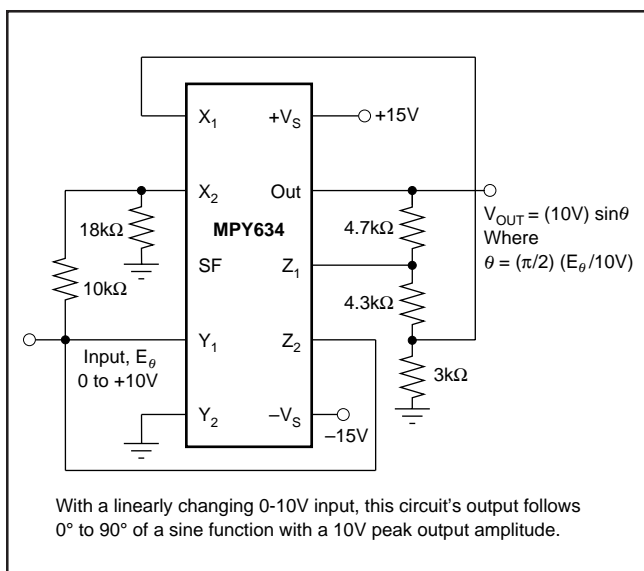 X1
+VS
+15V
X2
Out
MPY634
18kΩ
4.7kΩ
VOUT = (10V) sinθ
Where
θ = (π/2) (Eθ/10V)
SF
Z1
10kΩ
4.3kΩ
Y1
Z2
Input, Eθ
0 to +10V
3kΩ
Y2
–VS
–15V
With a linearly changing 0-10V input, this circuit's output follows
0° to 90° of a sine function with a 10V peak output amplitude.